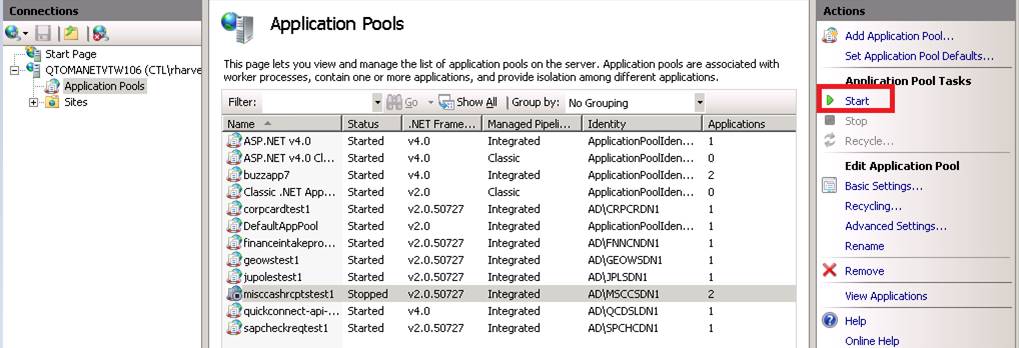 Connections
Start Page
QTOMANETVTW106 (CTL\rharve
Application Pools
Sites
Application Pools
This page lets you view and manage the list of application pools on the server. Application pools are associated with
worker processes, contain one or more applications, and provide isolation among different applications.
Filter: Go Show All Group by: No Grouping
Name Status .NET Frame... Managed Pipeli... Identity Applications
ASP.NET v4.0 Started v4.0 Integrated ApplicationPoolIden... 1
ASP.NET v4.0 Cl... Started v4.0 Classic ApplicationPoolIden... 0
buzzapp7 Started v4.0 Integrated ApplicationPoolIden... 2
Classic .NET App... Started v2.0 Classic ApplicationPoolIden... 0
corpcardtest1 Started v2.0.50727 Integrated AD\CRPCRDN1 1
DefaultAppPool Started v2.0 Integrated ApplicationPoolIden... 1
financeintakepro... Started v2.0.50727 Integrated AD\FNNCNDN1 1
geowstest1 Started v2.0.50727 Integrated AD\GEOWSDN1 1
jupolestest1 Started v2.0.50727 Integrated AD\JPLSDN1 1
misccashrcptstest1 Stopped v2.0.50727 Integrated AD\MSCCSDN1 2
quickconnect-api-... Started v4.0 Integrated AD\QCDSLDN1 1
sapcheckreqtest1 Started v2.0.50727 Integrated AD\SPCHCDN1 1
Actions
Add Application Pool...
Set Application Pool Defaults...
Application Pool Tasks
Start
Stop
Recycle...
Edit Application Pool
Basic Settings...
Recycling...
Advanced Settings...
Rename
Remove
View Applications
Help
Online Help